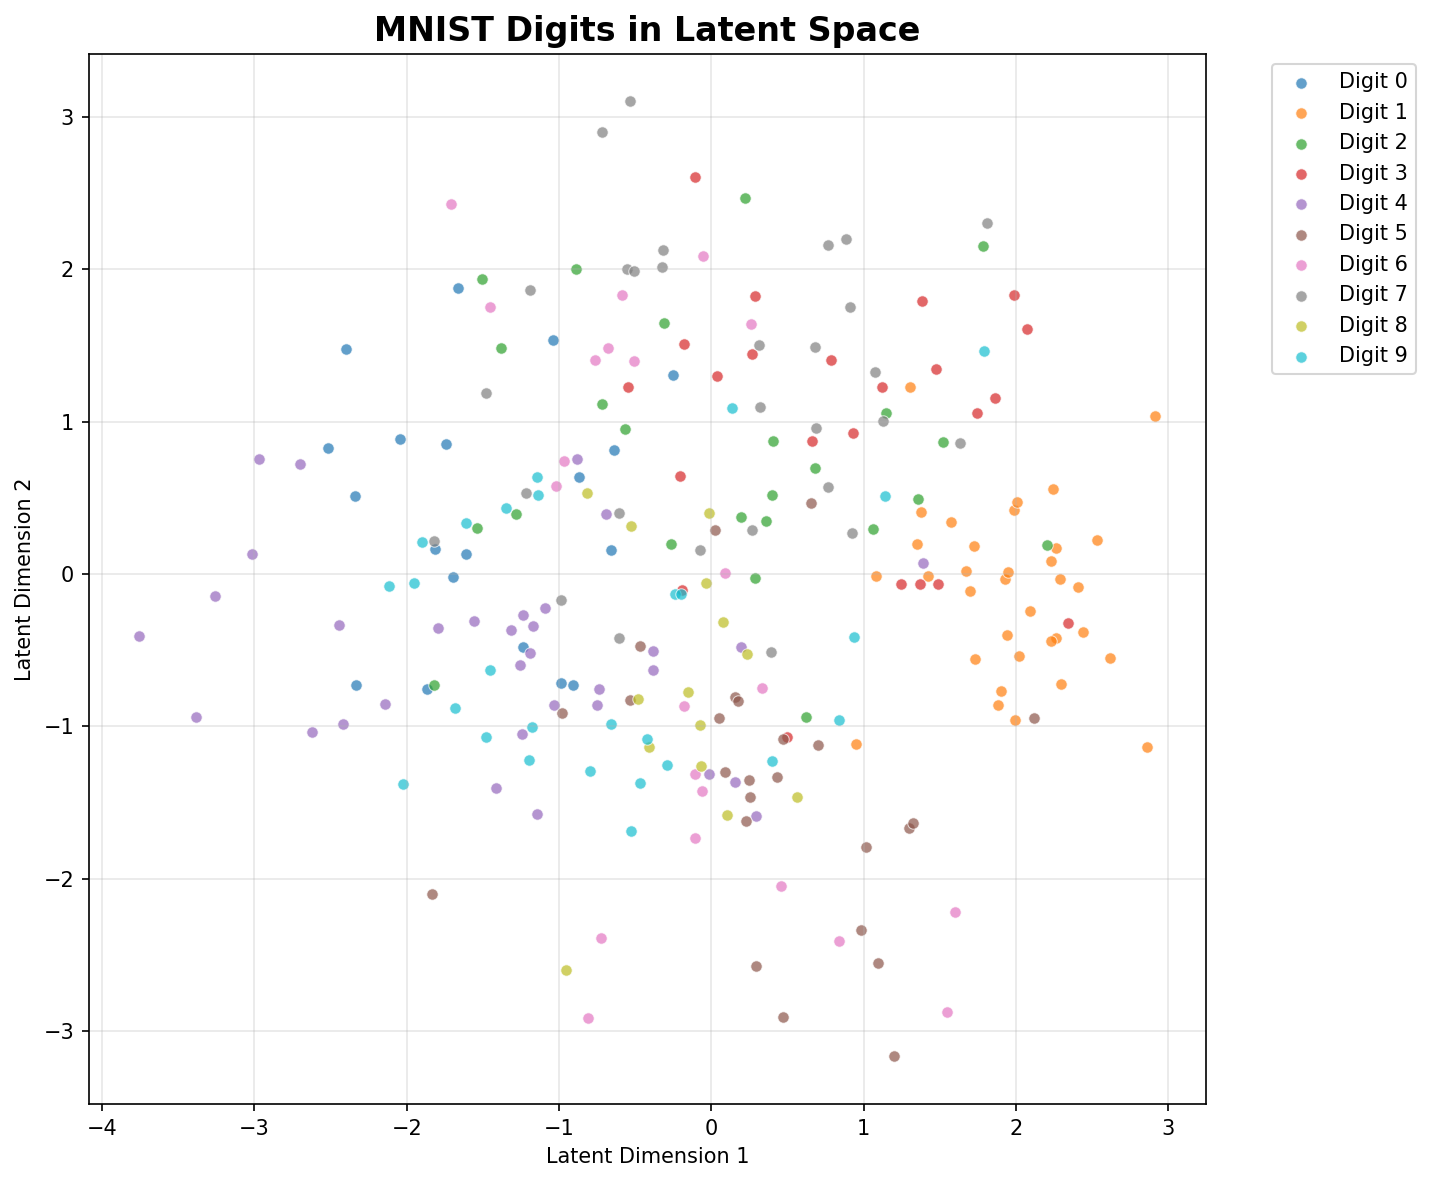 MNIST Digits in Latent Space
Digit 0
Digit 1
Digit 2
Digit 3
Digit 4
Digit 5
Digit 6
Digit 7
Digit 8
Digit 9
Latent Dimension 2
3
2
1
0
−1
−2
−3
−4 −3 −2 −1 0 1 2 3
Latent Dimension 1